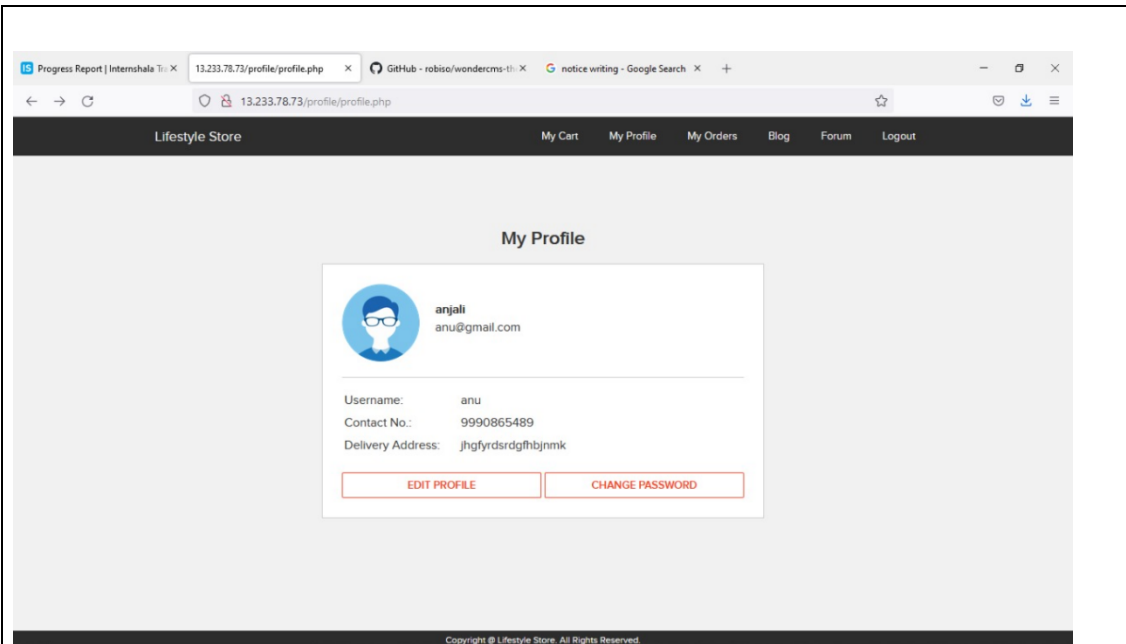 Progress Report | Internshala Tr
13.233.78.73/profile/profile.php
GitHub - robiso/wondercms-th
notice writing - Google Search
13.233.78.73/profile/profile.php
Lifestyle Store
My Cart
My Profile
My Orders
Blog
Forum
Logout
My Profile
anjali
anu@gmail.com
Username: anu
Contact No.: 9990865489
Delivery Address: jhgfyrdsrdgfhbjnmk
EDIT PROFILE
CHANGE PASSWORD
Copyright @ Lifestyle Store. All Rights Reserved.